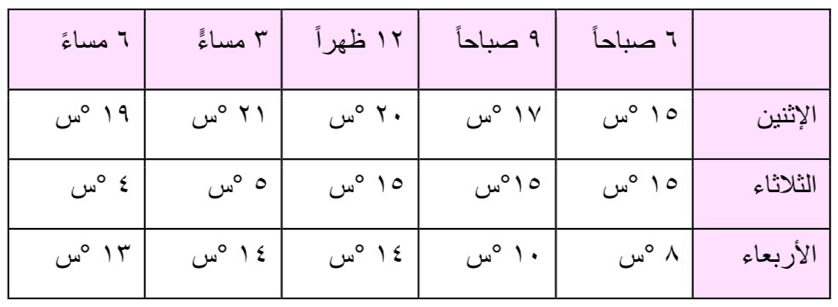 ٦ صباحاً ٩ صباحاً ١٢ ظهراً ٣ مساءًً ٦ مساءً
الإثنين ١٥ °س ١٧ °س ٢٠ °س ٢١ °س ١٩ °س
الثلاثاء ١٥ °س ١٥°س ١٥ °س ٥ °س ٤ °س
الأربعاء ٨ °س ١٠ °س ١٤ °س ١٤ °س ١٣ °س